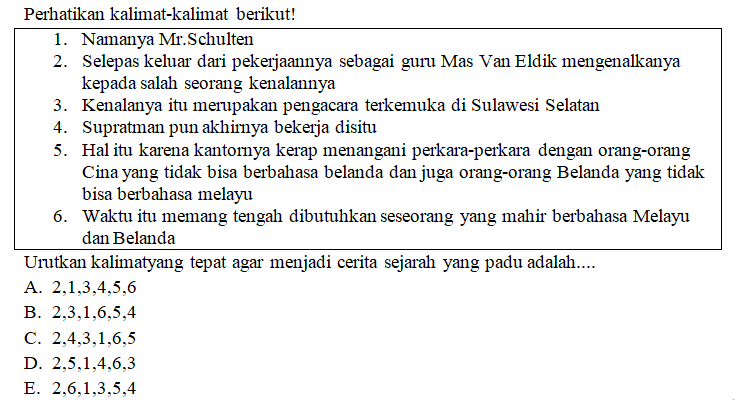 Perhatikan kalimat-kalimat berikut!
1. Namanya Mr.Schulten
2. Selepas keluar dari pekerjaannya sebagai guru Mas Van Eldik mengenalkanya
kepada salah seorang kenalannya
3. Kenalanya itu merupakan pengacara terkemuka di Sulawesi Selatan
4. Supratman pun akhirnya bekerja disitu
5. Hal itu karena kantornya kerap menangani perkara-perkara dengan orang-orang
Cina yang tidak bisa berbahasa belanda dan juga orang-orang Belanda yang tidak
bisa berbahasa melayu
6. Waktu itu memang tengah dibutuhkan seseorang yang mahir berbahasa Melayu
dan Belanda
Urutkan kalimatyang tepat agar menjadi cerita sejarah yang padu adalah....
A. 2,1,3,4,5,6
B. 2,3,1,6,5,4
C. 2,4,3,1,6,5
D. 2,5,1,4,6,3
E. 2,6,1,3,5,4